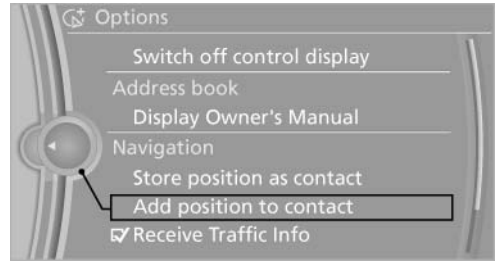 Options
Switch off control display
Address book
Display Owner's Manual
Navigation
Store position as contact
Add position to contact
Receive Traffic Info